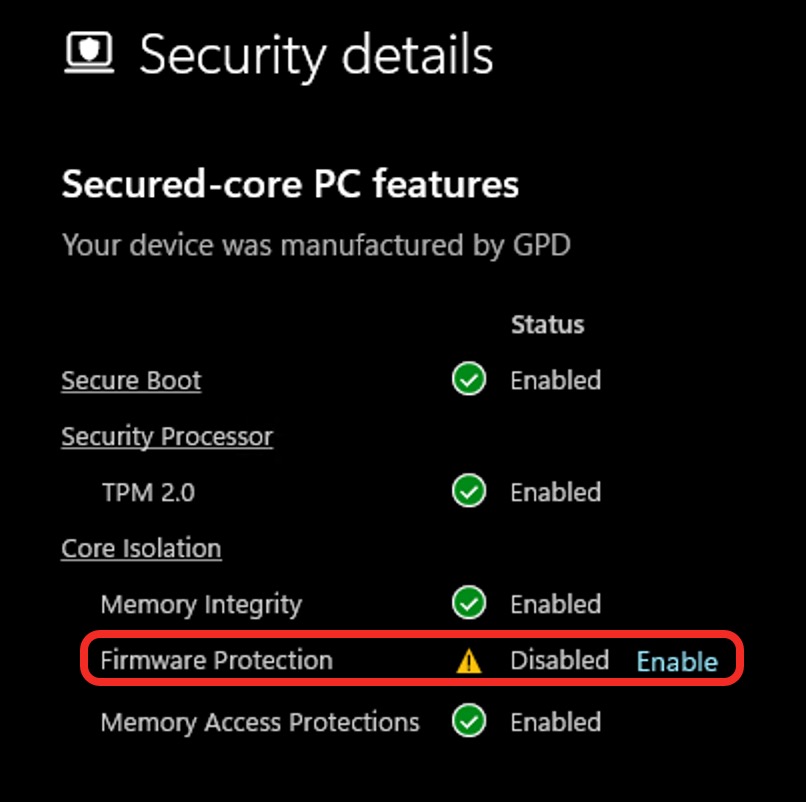 Security details
Secured-core PC features
Your device was manufactured by GPD
Status
Secure Boot Enabled
Security Processor
TPM 2.0 Enabled
Core Isolation
Memory Integrity Enabled
Firmware Protection Disabled Enable
Memory Access Protections Enabled